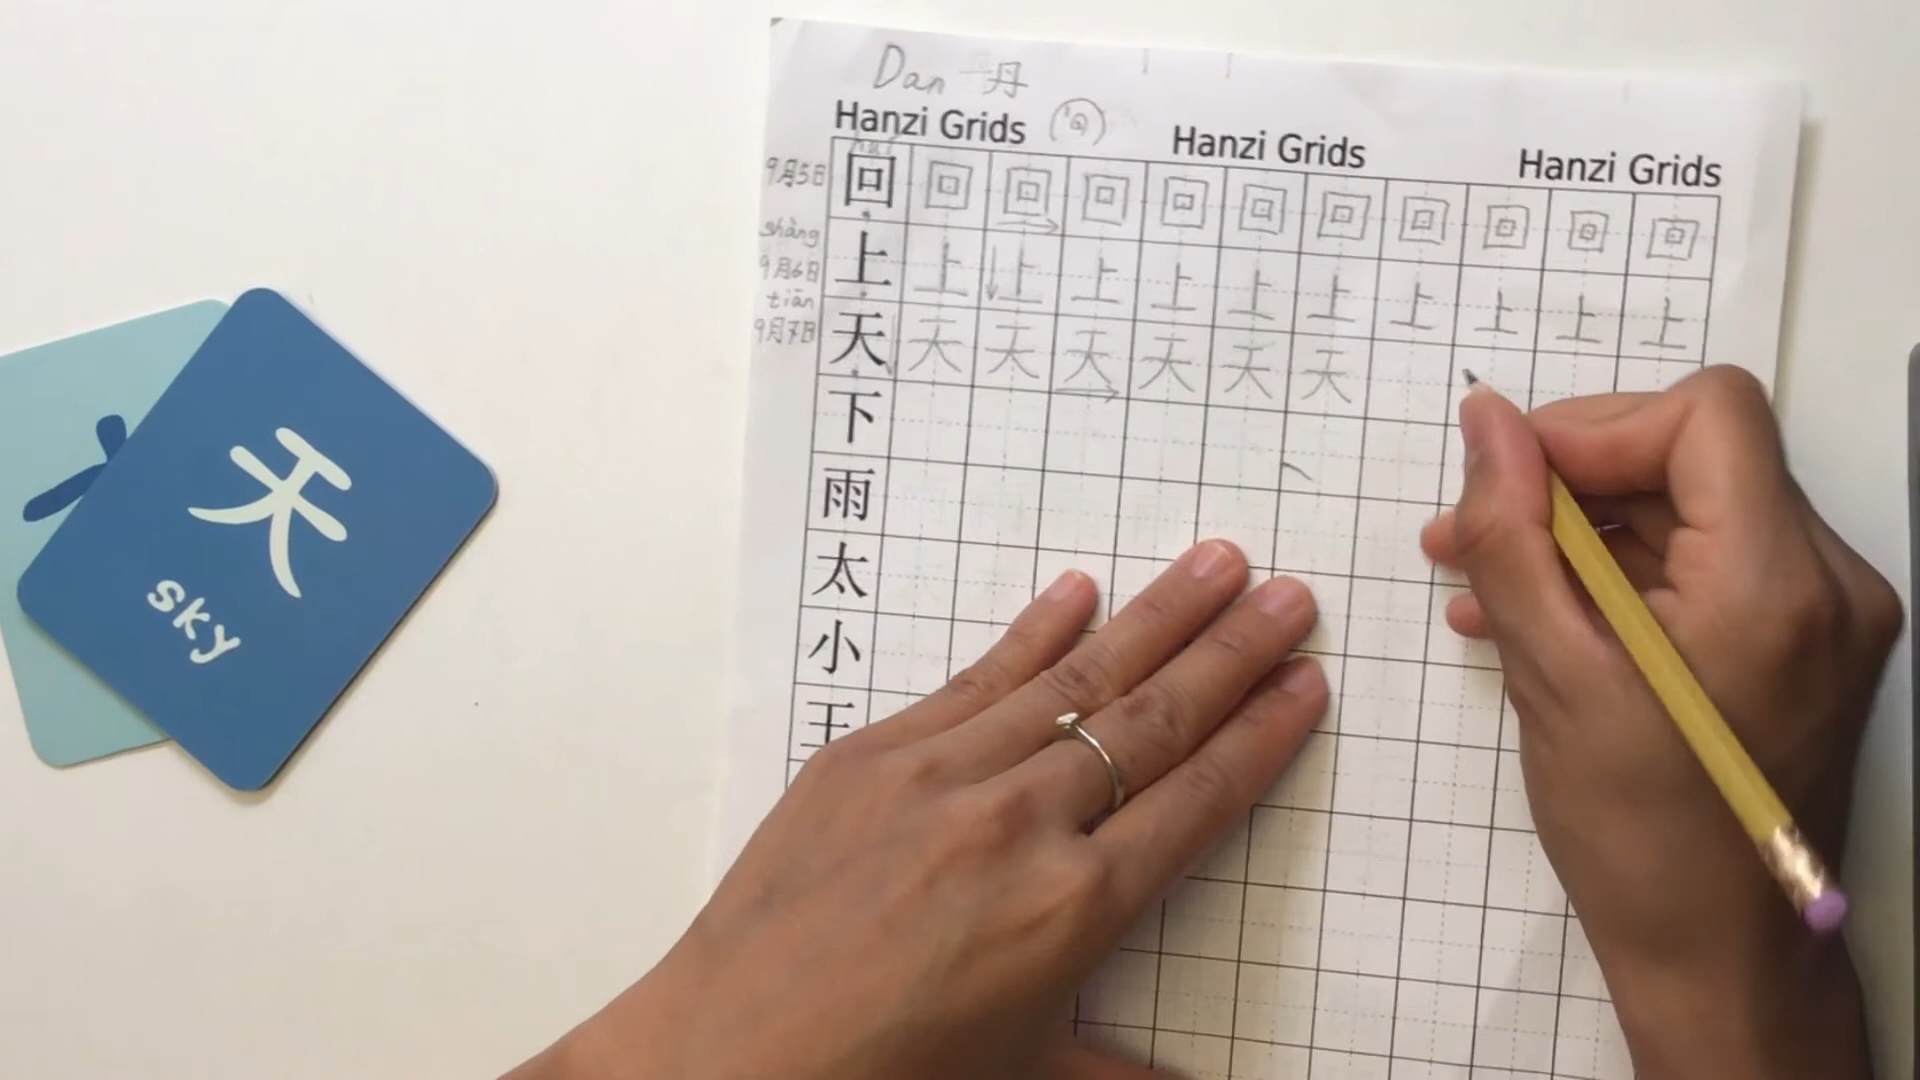 Dan 丹
Hanzi Grids Hanzi Grids Hanzi Grids
9月5日 回 回 回 回 回 回 回 回 回 回 回
shàng
9月6日 上 上 上 上 上 上 上 上 上 上 上
tiān
9月7日 天 天 天 天 天 天 天
下
雨
太
小
王
天
sky